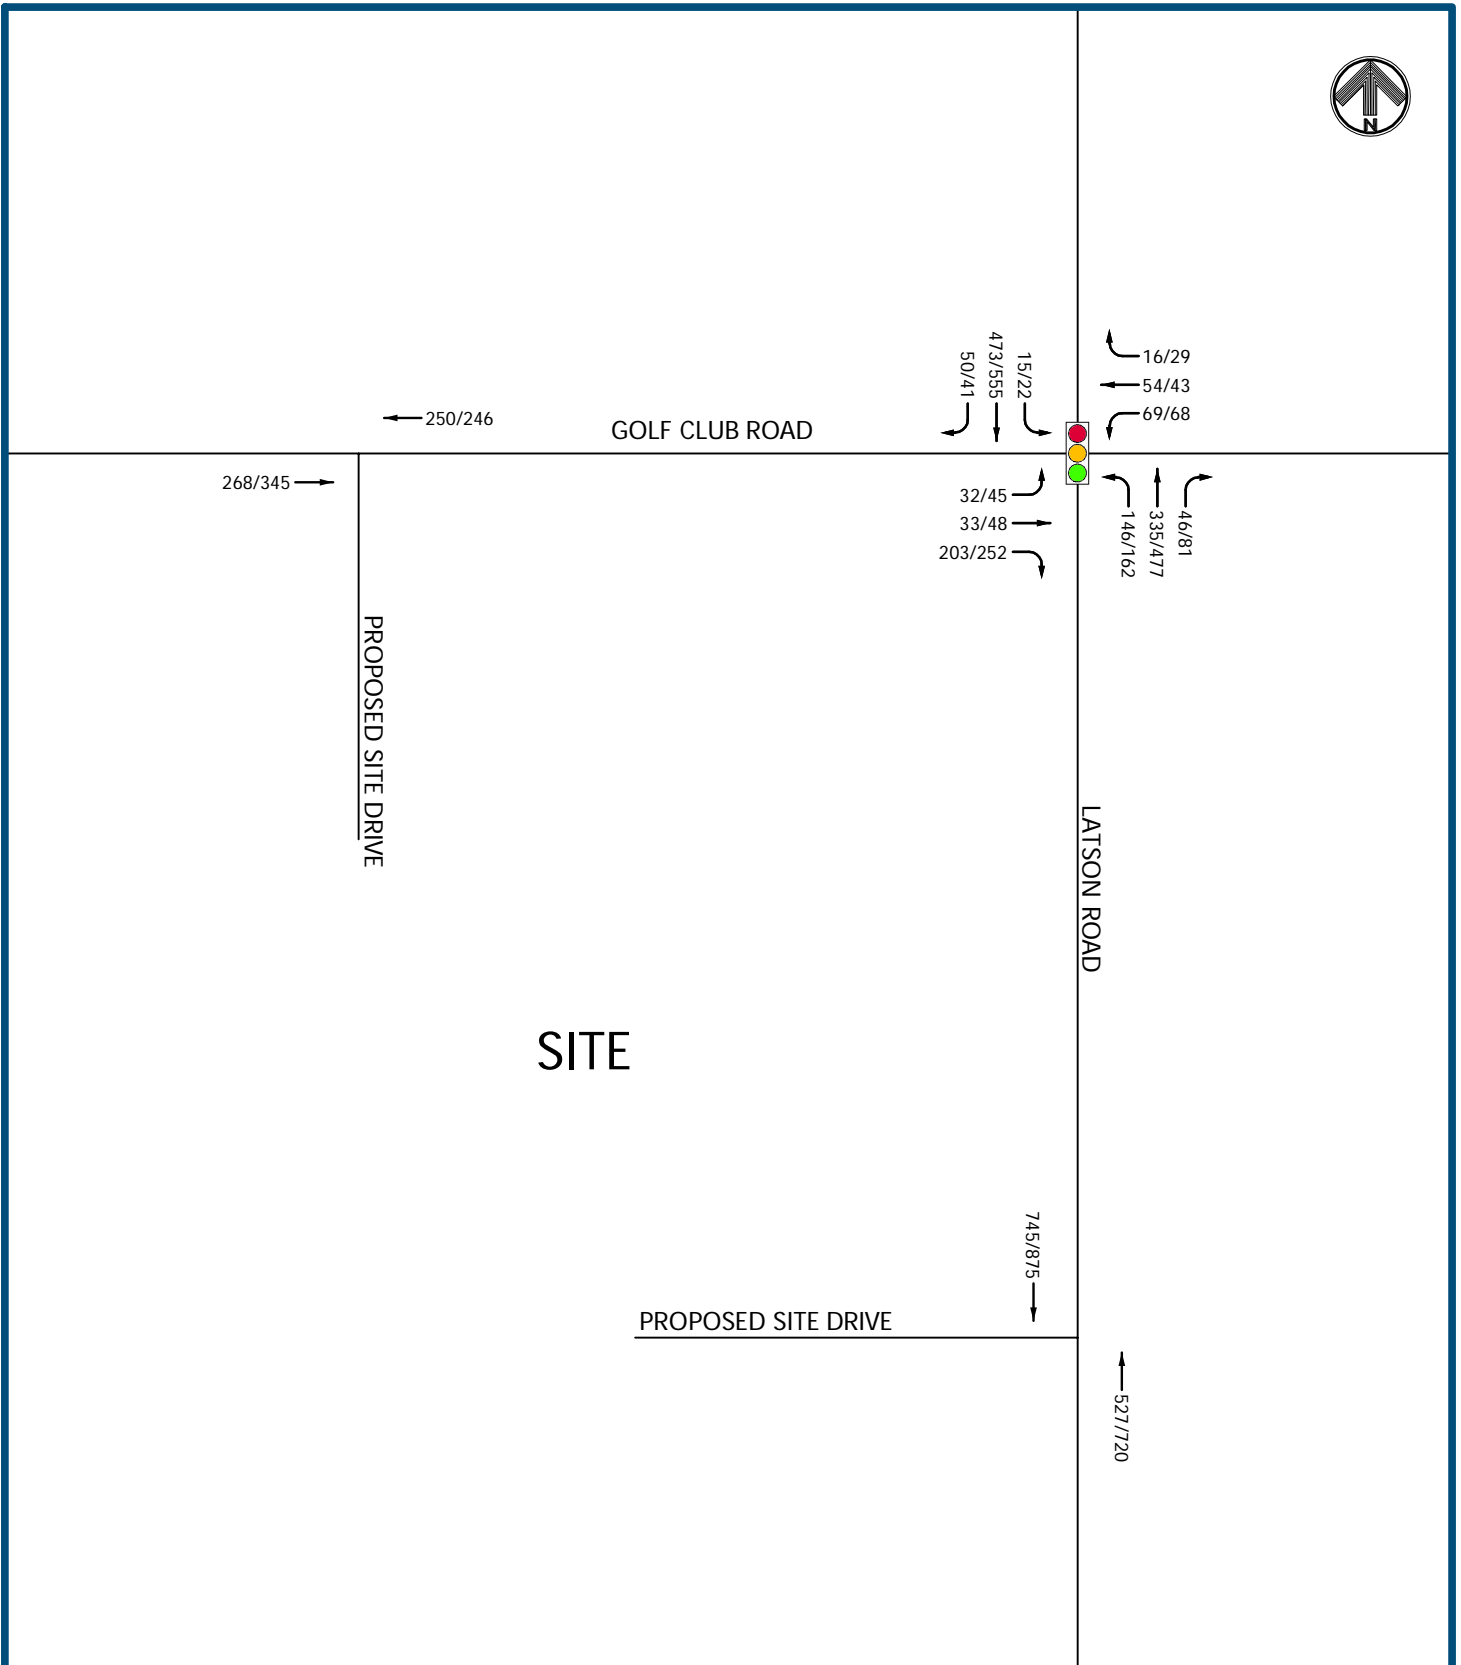 N
50/41
473/555
15/22
16/29
54/43
69/68
250/246
GOLF CLUB ROAD
268/345
32/45
33/48
203/252
146/162
335/477
46/81
PROPOSED SITE DRIVE
LATSON ROAD
SITE
745/875
PROPOSED SITE DRIVE
527/720